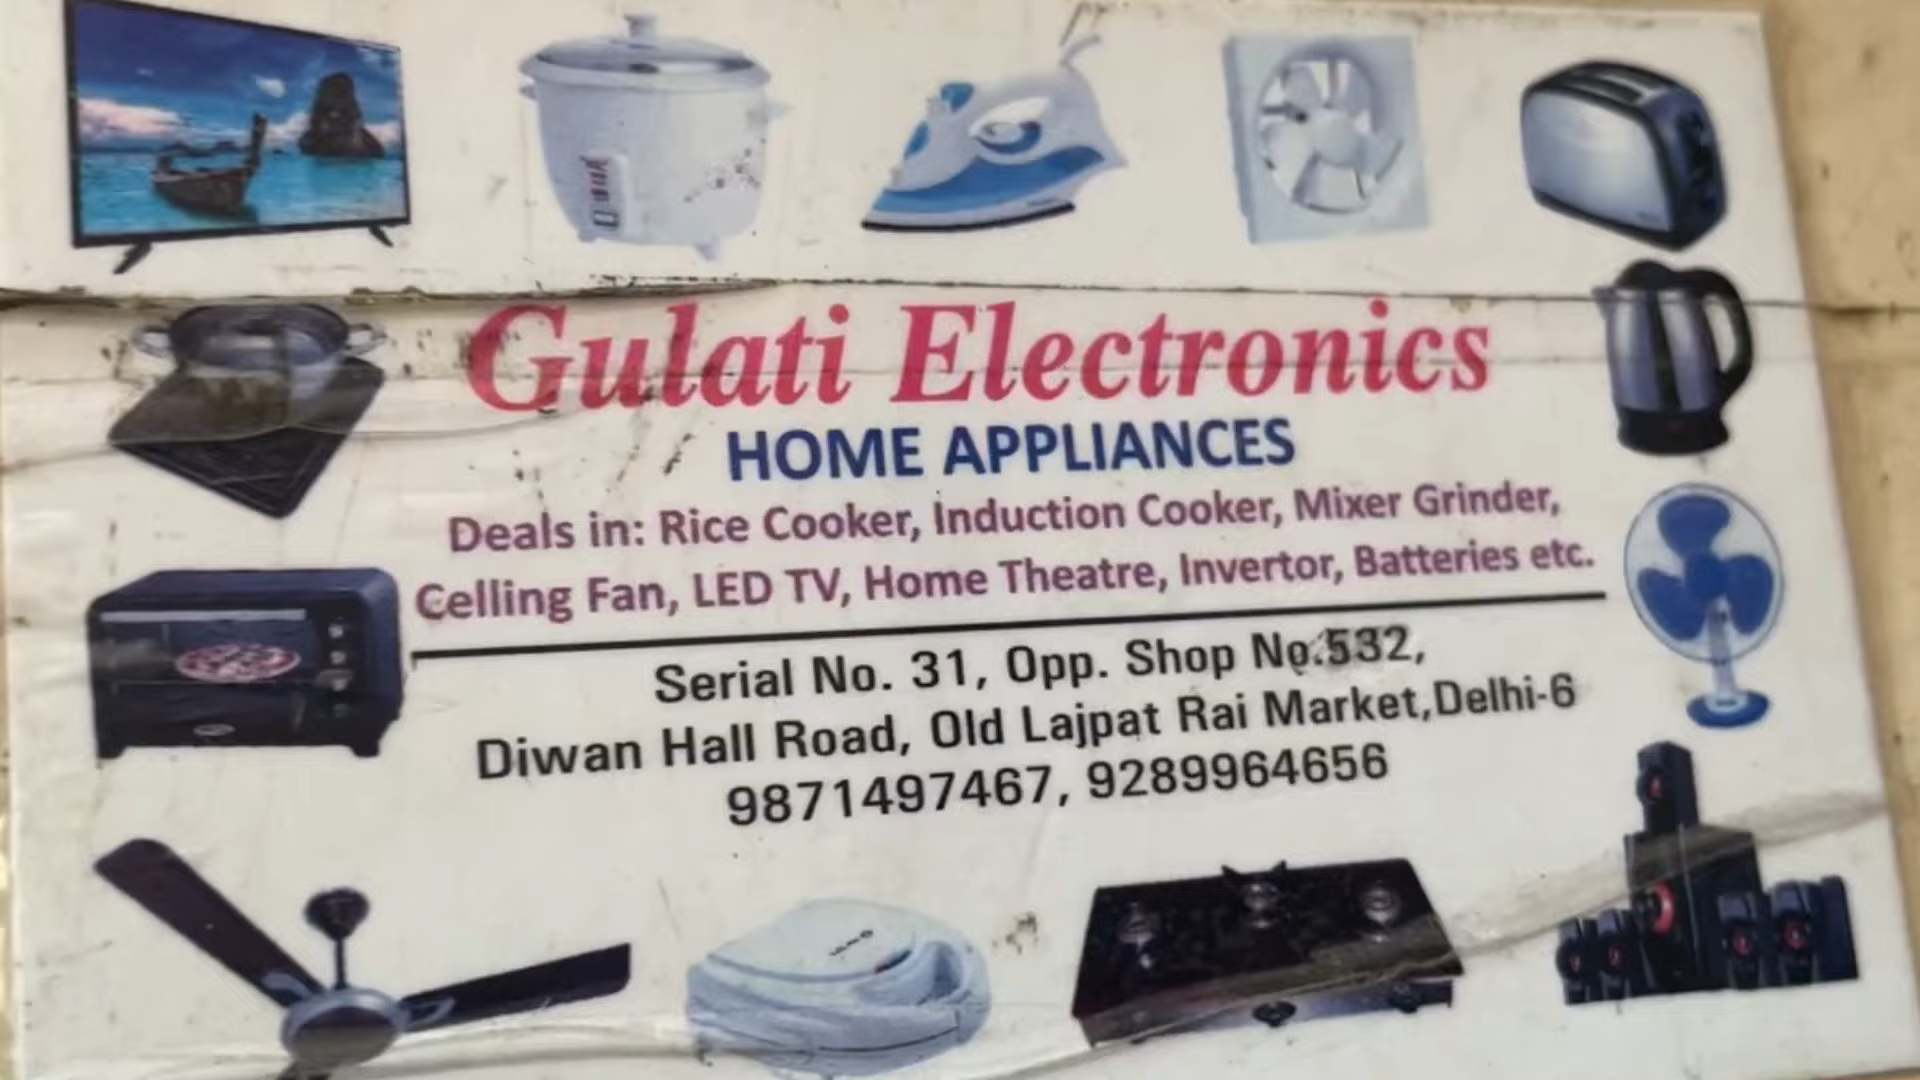 Gulati Electronics
HOME APPLIANCES
Deals in: Rice Cooker, Induction Cooker, Mixer Grinder,
Celling Fan, LED TV, Home Theatre, Invertor, Batteries etc.
Serial No. 31, Opp. Shop No.532,
Diwan Hall Road, Old Lajpat Rai Market,Delhi-6
9871497467, 9289964656